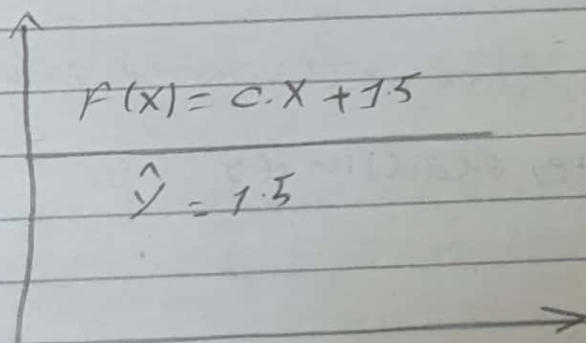 F(X) = 0.X + 1.5
ŷ = 1.5